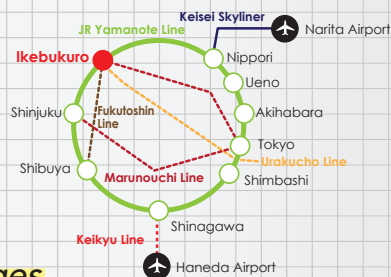 Keisei Skyliner
JR Yamanote Line
Narita Airport
Ikebukuro
Nippori
Ueno
Shinjuku
Fukutoshin
Line
Akihabara
Tokyo
Urakucho Line
Shibuya
Marunouchi Line
Shimbashi
Shinagawa
Keikyu Line
Haneda Airport